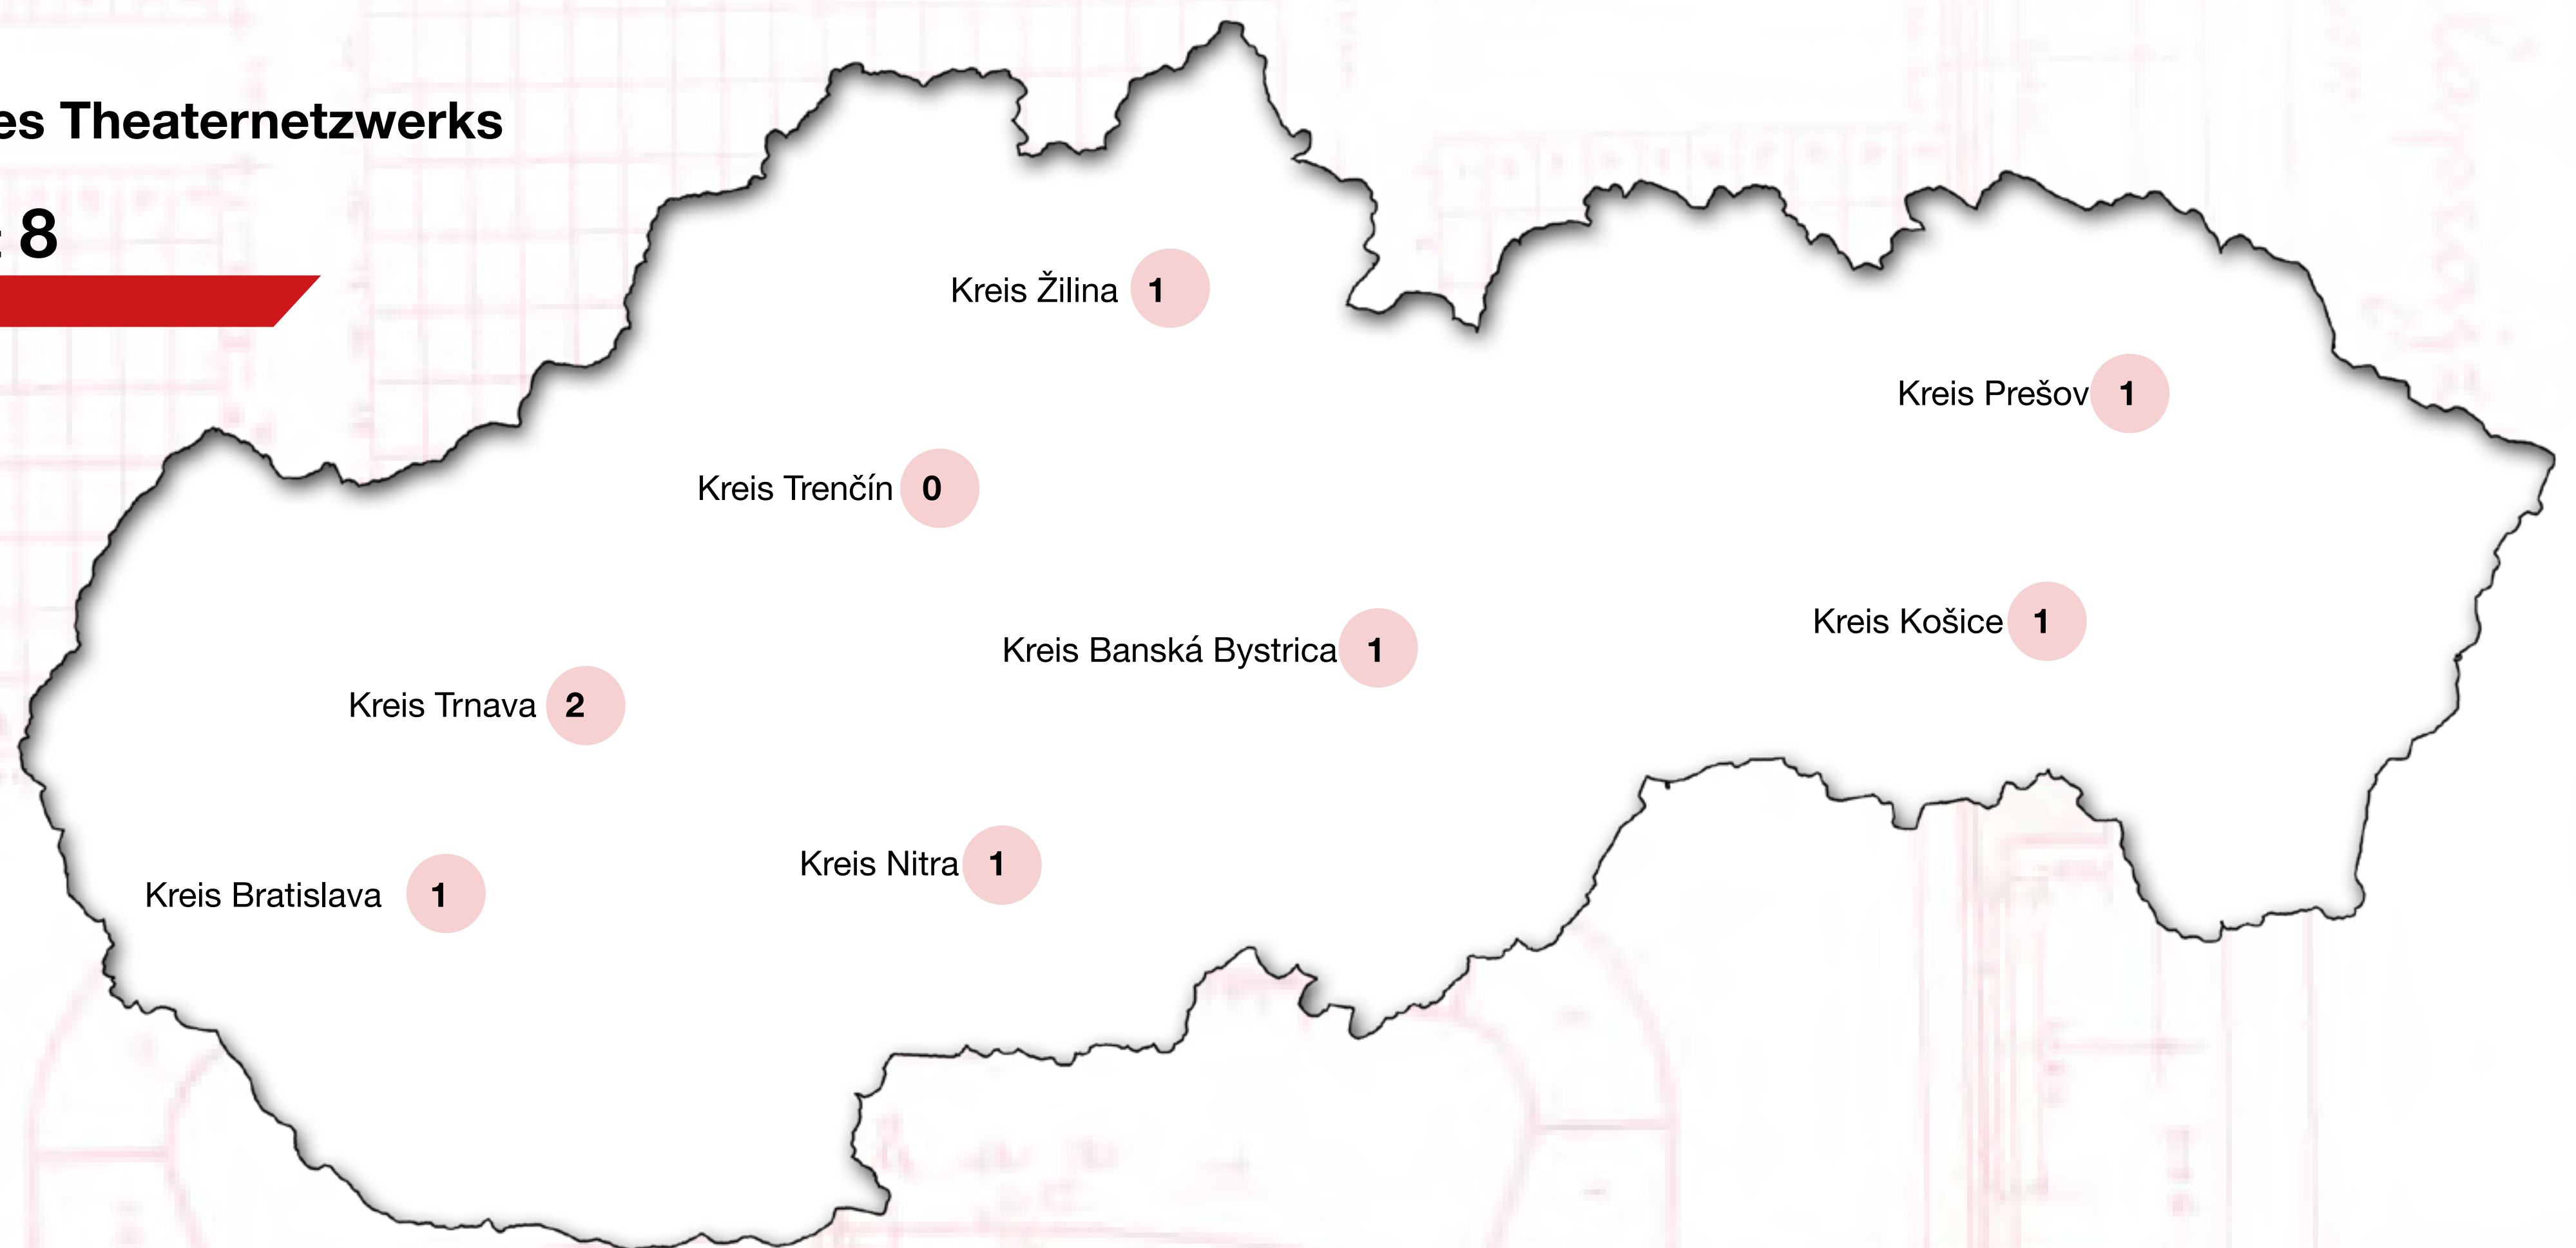 es Theaternetzwerks
: 8
Kreis Žilina 1
Kreis Prešov 1
Kreis Trenčín 0
Kreis Košice 1
Kreis Banská Bystrica 1
Kreis Trnava 2
Kreis Nitra 1
Kreis Bratislava 1